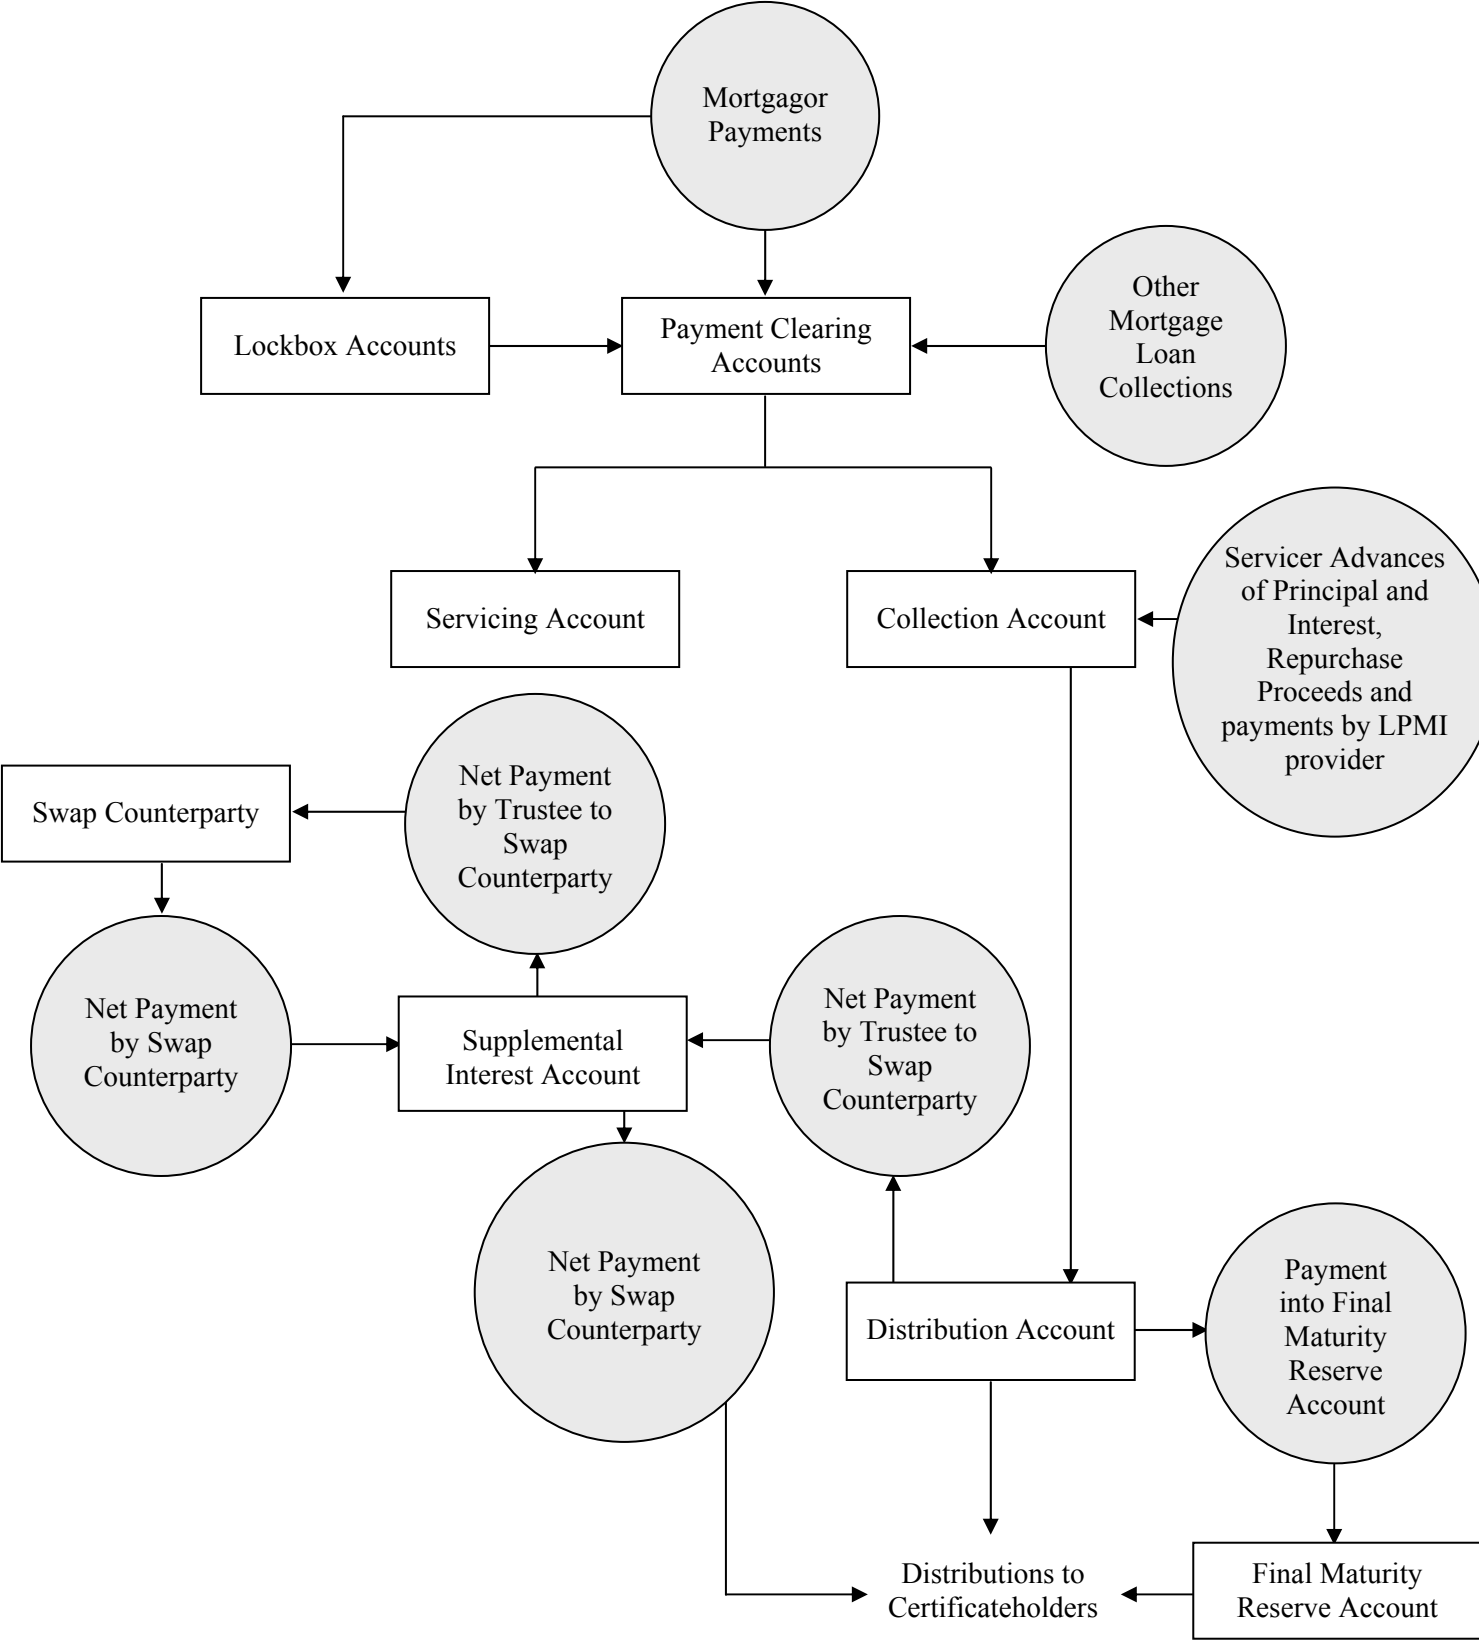 Mortgagor
Payments
Other
Mortgage
Loan
Collections
Lockbox Accounts
Payment Clearing
Accounts
Servicing Account
Collection Account
Servicer Advances
of Principal and
Interest,
Repurchase
Proceeds and
payments by LPMI
provider
Swap Counterparty
Net Payment
by Trustee to
Swap
Counterparty
Net Payment
by Swap
Counterparty
Supplemental
Interest Account
Net Payment
by Trustee to
Swap
Counterparty
Net Payment
by Swap
Counterparty
Distribution Account
Payment
into Final
Maturity
Reserve
Account
Distributions to
Certificateholders
Final Maturity
Reserve Account